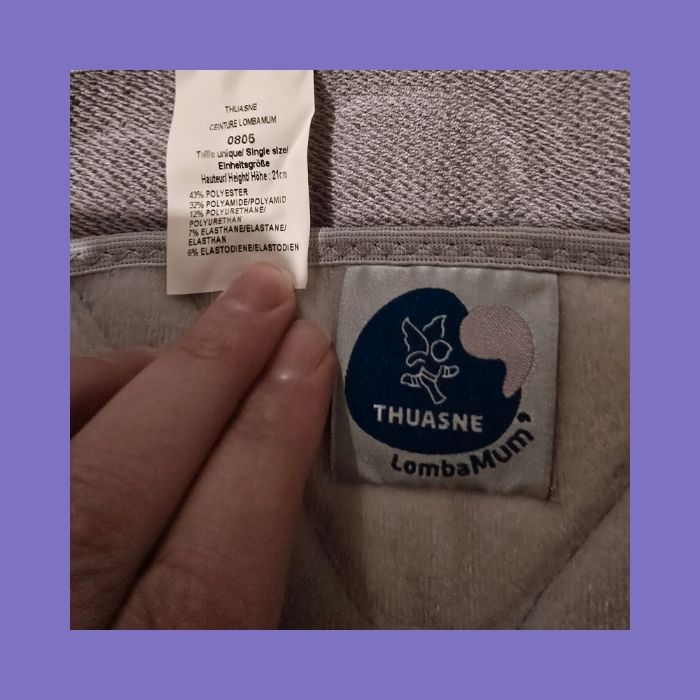 THUASNE
CEINTURE LOMBAMUM
0805
Taille unique/ Single size/
Einheitsgröße
Hauteur/ Height/ Höhe : 21cm
43% POLYESTER
32% POLYAMIDE/POLYAMID
12% POLYURETHANE/
POLYURETHAN
7% ELASTHANE/ELASTANE/
ELASTHAN
6% ELASTODIENE/ELASTODIEN
THUASNE
LombaMum'